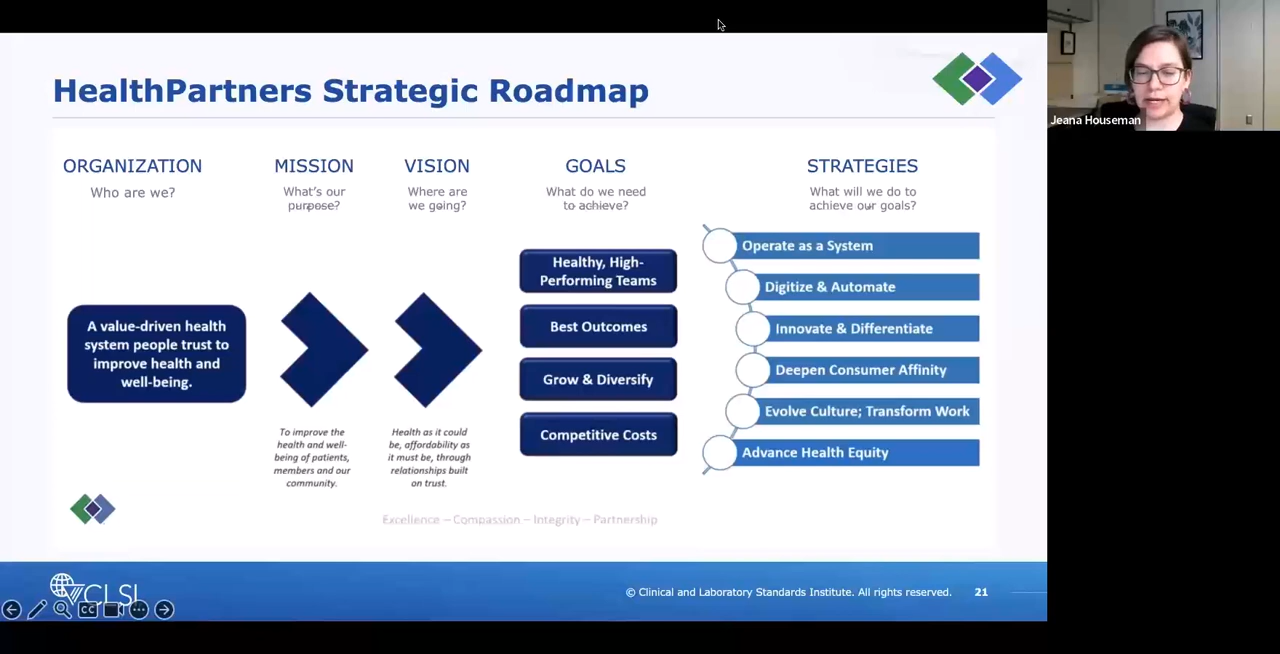 HealthPartners Strategic Roadmap
Jeana Houseman
ORGANIZATION
Who are we?
MISSION
What's our
purpose?
VISION
Where are
we going?
GOALS
What do we need
to achieve?
STRATEGIES
What will we do to
achieve our goals?
A value-driven health
system people trust to
improve health and
well-being.
To improve the
health and well-
being of patients,
members and our
community.
Health as it could
be, affordability as
it must be, through
relationships built
on trust.
Healthy, High-
Performing Teams
Best Outcomes
Grow & Diversify
Competitive Costs
Operate as a System
Digitize & Automate
Innovate & Differentiate
Deepen Consumer Affinity
Evolve Culture; Transform Work
Advance Health Equity
Excellence – Compassion – Integrity – Partnership
CLSI
CC
© Clinical and Laboratory Standards Institute. All rights reserved.
21